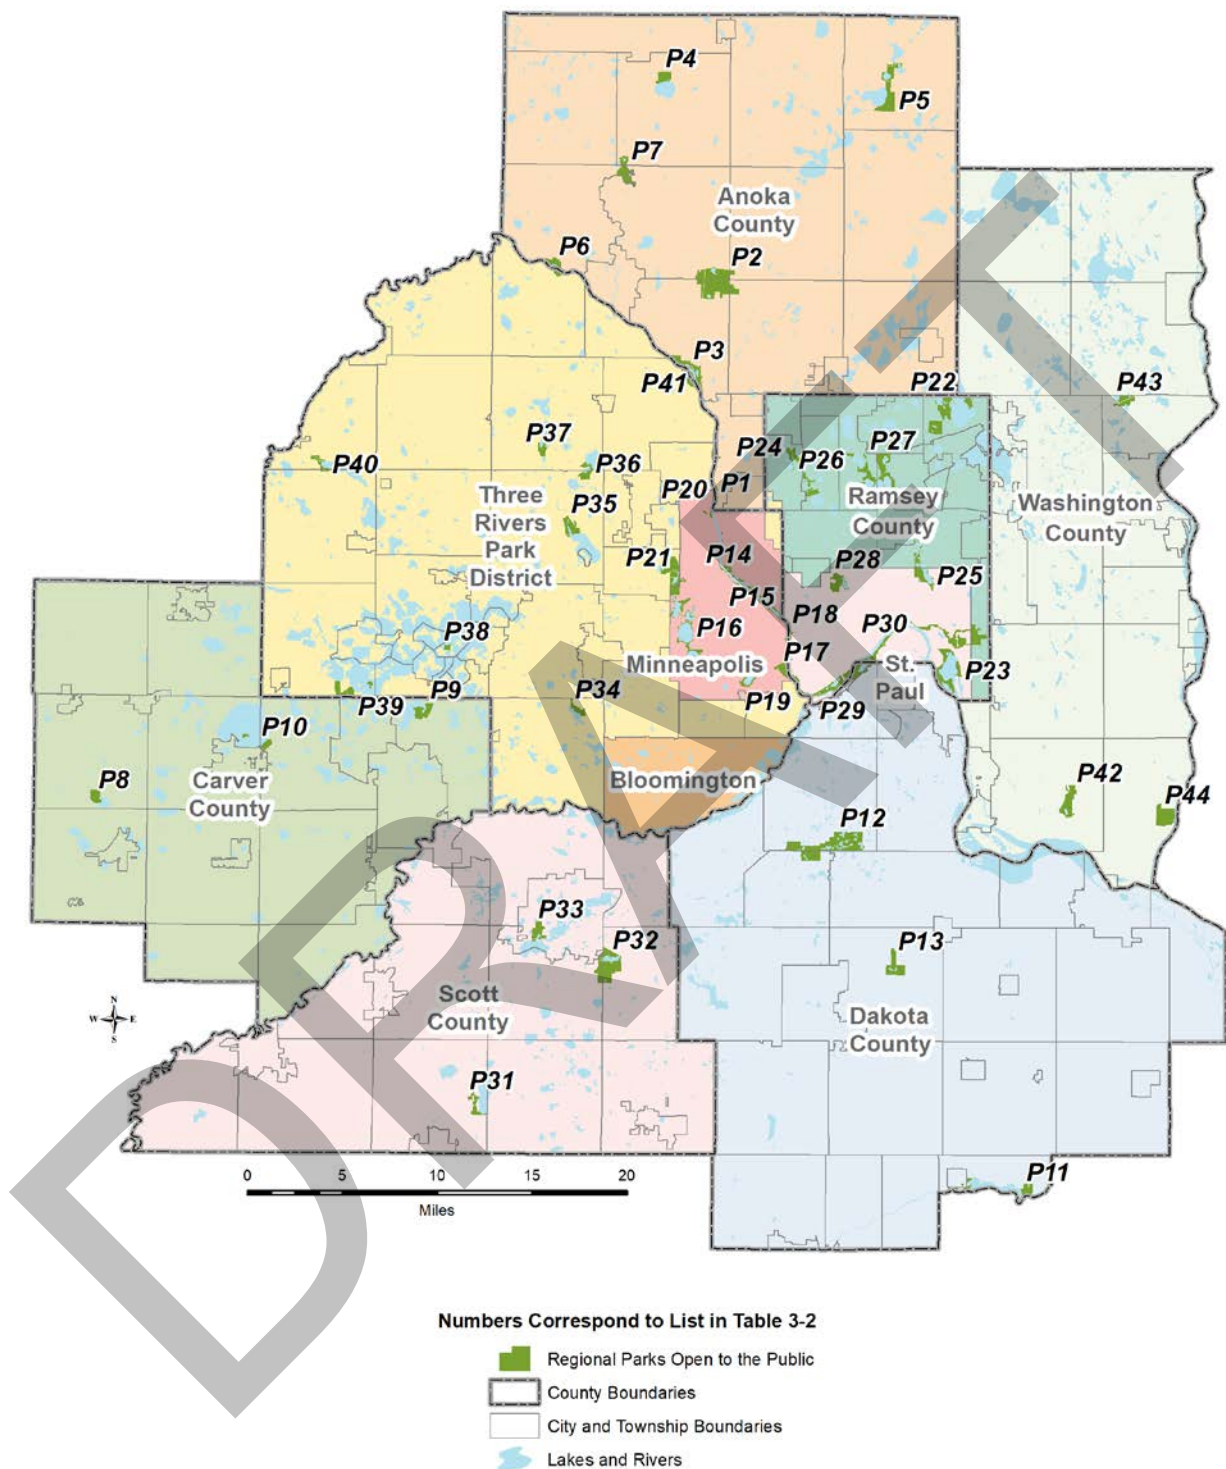 P4
P5
P7
Anoka
County
P6
P2
P3
P41
P22
P43
P37
P24
P27
P40
P36
P26
P20
P1
Three
Rivers
Park
District
Ramsey
County
Washington
County
P35
P21
P14
P28
P25
P15
P18
P38
P16
P30
Minneapolis
P17
St.
Paul
P23
P39
P9
P34
P19
P29
P10
P8
Carver
County
Bloomington
P42
P44
P12
P33
P32
P13
Scott
County
Dakota
County
N
W
E
S
P31
P11
0 5 10 15 20
Miles
DRAFT
Numbers Correspond to List in Table 3-2
Regional Parks Open to the Public
County Boundaries
City and Township Boundaries
Lakes and Rivers